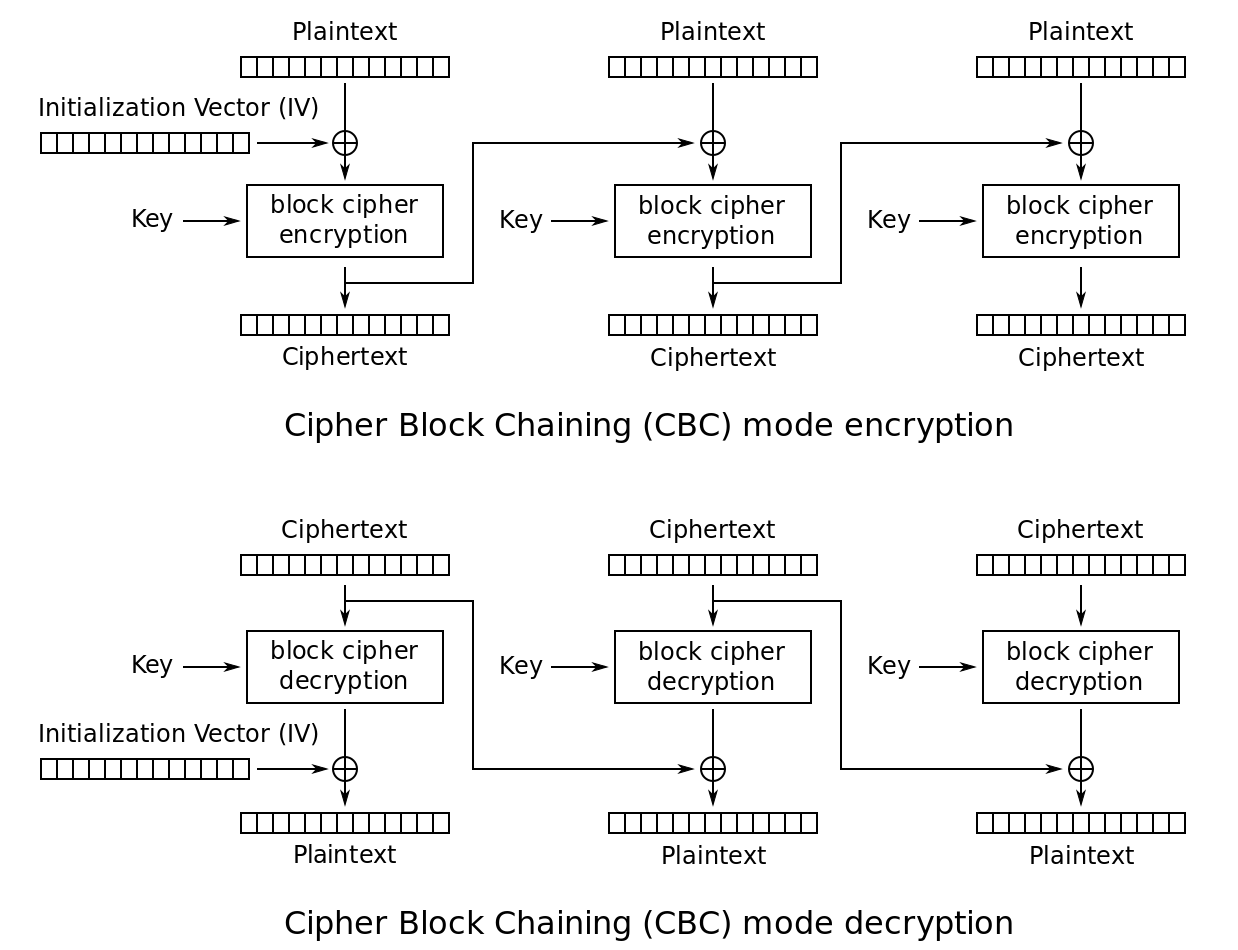 Plaintext Plaintext Plaintext
Initialization Vector (IV)
Key block cipher encryption Key block cipher encryption Key block cipher encryption
Ciphertext Ciphertext Ciphertext
Cipher Block Chaining (CBC) mode encryption
Ciphertext Ciphertext Ciphertext
Key block cipher decryption Key block cipher decryption Key block cipher decryption
Initialization Vector (IV)
Plaintext Plaintext Plaintext
Cipher Block Chaining (CBC) mode decryption